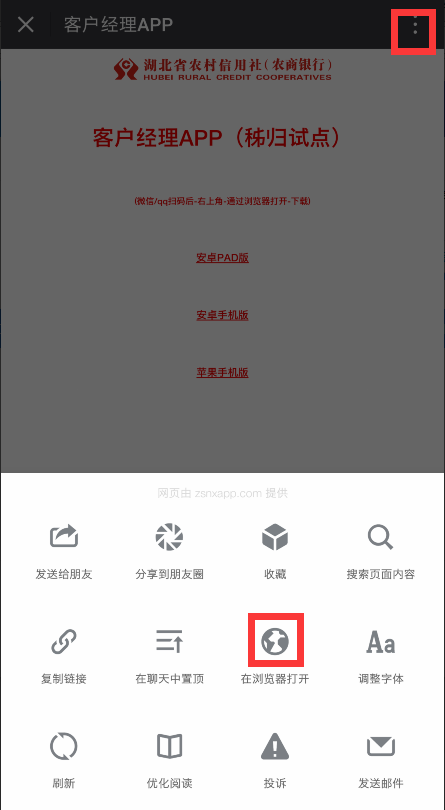 客户经理APP
湖北省农村信用社(农商银行)
HUBEI RURAL CREDIT COOPERATIVES
客户经理APP（秭归试点）
(微信/qq扫码后-右上角-通过浏览器打开-下载)
安卓PAD版
安卓手机版
苹果手机版
网页由 zsnxapp.com 提供
发送给朋友 分享到朋友圈 收藏 搜索页面内容
复制链接 在聊天中置顶 在浏览器打开 Aa 调整字体
刷新 优化阅读 投诉 发送邮件